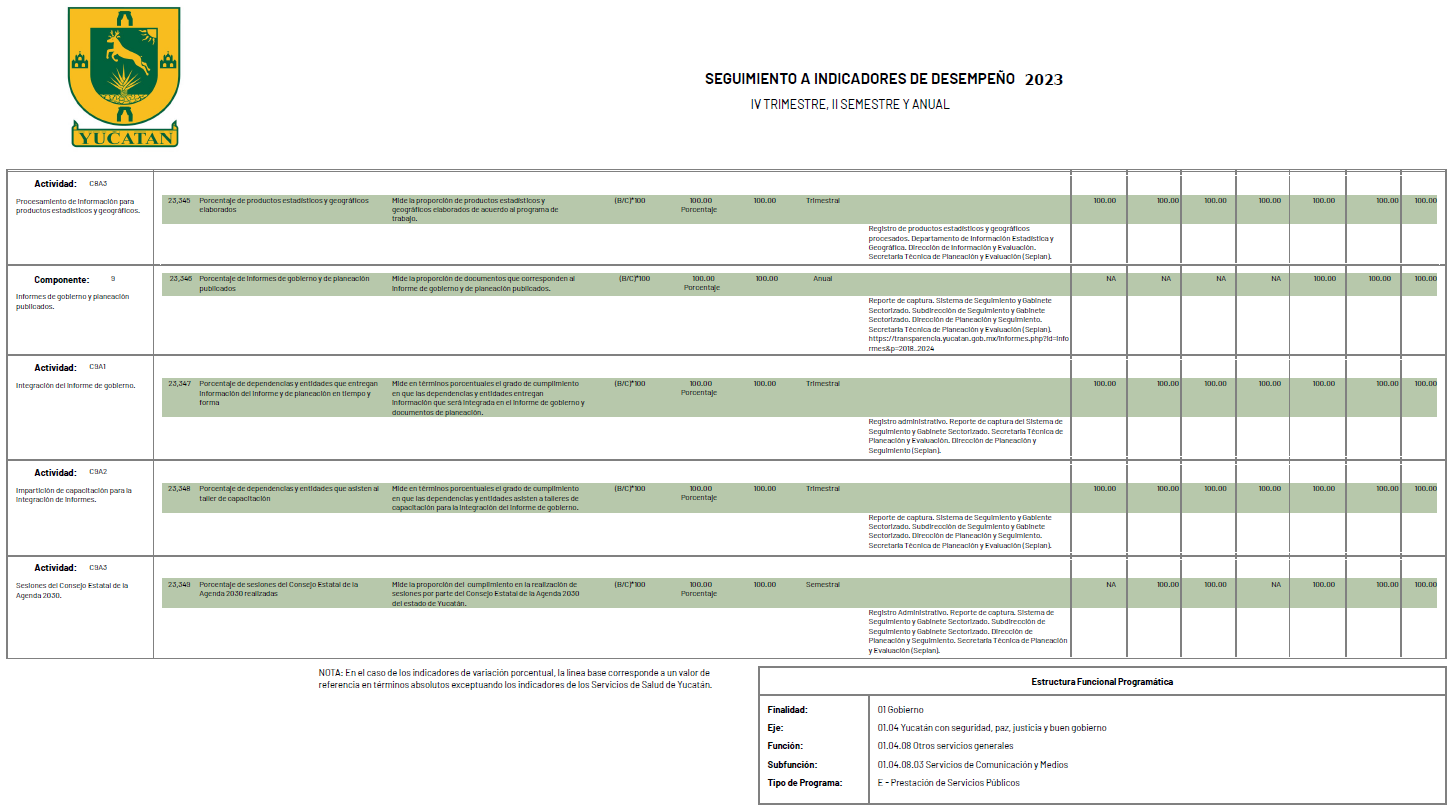 YUCATAN
SEGUIMIENTO A INDICADORES DE DESEMPEÑO 2023
IV TRIMESTRE, II SEMESTRE Y ANUAL
Actividad: C8A3
Procesamiento de información para
productos estadísticos y geográficos.
23,345 Porcentaje de productos estadísticos y geográficos
elaborados
Mide la proporción de productos estadísticos y
geográficos elaborados de acuerdo al programa de
trabajo.
(B/C)*100 100.00
Porcentaje
100.00 Trimestral 100.00 100.00 100.00 100.00 100.00 100.00 100.00
Registro de productos estadísticos y geográficos
procesados. Departamento de Información Estadística y
Geográfica. Dirección de Información y Evaluación.
Secretaría Técnica de Planeación y Evaluación (Seplan).
Componente: 9
Informes de gobierno y planeación
publicados.
23,346 Porcentaje de informes de gobierno y de planeación
publicados
Mide la proporción de documentos que corresponden al
informe de gobierno y de planeación publicados.
(B/C)*100 100.00
Porcentaje
100.00 Anual NA NA NA NA 100.00 100.00 100.00
Reporte de captura. Sistema de Seguimiento y Gabinete
Sectorizado. Subdirección de Seguimiento y Gabinete
Sectorizado. Dirección de Planeación y Seguimiento.
Secretaría Técnica de Planeación y Evaluación (Seplan).
https://transparencia.yucatan.gob.mx/informes.php?id=info
rmes&p=2018_2024
Actividad: C9A1
Integración del informe de gobierno.
23,347 Porcentaje de dependencias y entidades que entregan
información del informe y de planeación en tiempo y
forma
Mide en términos porcentuales el grado de cumplimiento
en que las dependencias y entidades entregan
información que será integrada en el informe de gobierno y
documentos de planeación.
(B/C)*100 100.00
Porcentaje
100.00 Trimestral 100.00 100.00 100.00 100.00 100.00 100.00 100.00
Registro administrativo. Reporte de captura del Sistema de
Seguimiento y Gabinete Sectorizado. Secretaría Técnica de
Planeación y Evaluación. Dirección de Planeación y
Seguimiento (Seplan).
Actividad: C9A2
Impartición de capacitación para la
integración de informes.
23,348 Porcentaje de dependencias y entidades que asisten al
taller de capacitación
Mide en términos porcentuales el grado de cumplimiento
en que las dependencias y entidades asisten a talleres de
capacitación para la integración del informe de gobierno.
(B/C)*100 100.00
Porcentaje
100.00 Trimestral 100.00 100.00 100.00 100.00 100.00 100.00 100.00
Reporte de captura. Sistema de Seguimiento y Gabiente
Sectorizado. Subdirección de Seguimiento y Gabinete
Sectorizado. Dirección de Planeación y Seguimiento.
Secretaría Técnica de Planeación y Evaluación (Seplan).
Actividad: C9A3
Sesiones del Consejo Estatal de la
Agenda 2030.
23,349 Porcentaje de sesiones del Consejo Estatal de la
Agenda 2030 realizadas
Mide la proporción del cumplimiento en la realización de
sesiones por parte del Consejo Estatal de la Agenda 2030
del estado de Yucatán.
(B/C)*100 100.00
Porcentaje
100.00 Semestral NA 100.00 100.00 NA 100.00 100.00 100.00
Registro Administrativo. Reporte de captura. Sistema de
Seguimiento y Gabinete Sectorizado. Subdirección de
Seguimiento y Gabinete Sectorizado. Dirección de
Planeación y Seguimiento. Secretaría Técnica de Planeación
y Evaluación (Seplan).
NOTA: En el caso de los indicadores de variación porcentual, la línea base corresponde a un valor de
referencia en términos absolutos exceptuando los indicadores de los Servicios de Salud de Yucatán.
Estructura Funcional Programática
Finalidad: 01 Gobierno
Eje: 01.04 Yucatán con seguridad, paz, justicia y buen gobierno
Función: 01.04.08 Otros servicios generales
Subfunción: 01.04.08.03 Servicios de Comunicación y Medios
Tipo de Programa: E - Prestación de Servicios Públicos